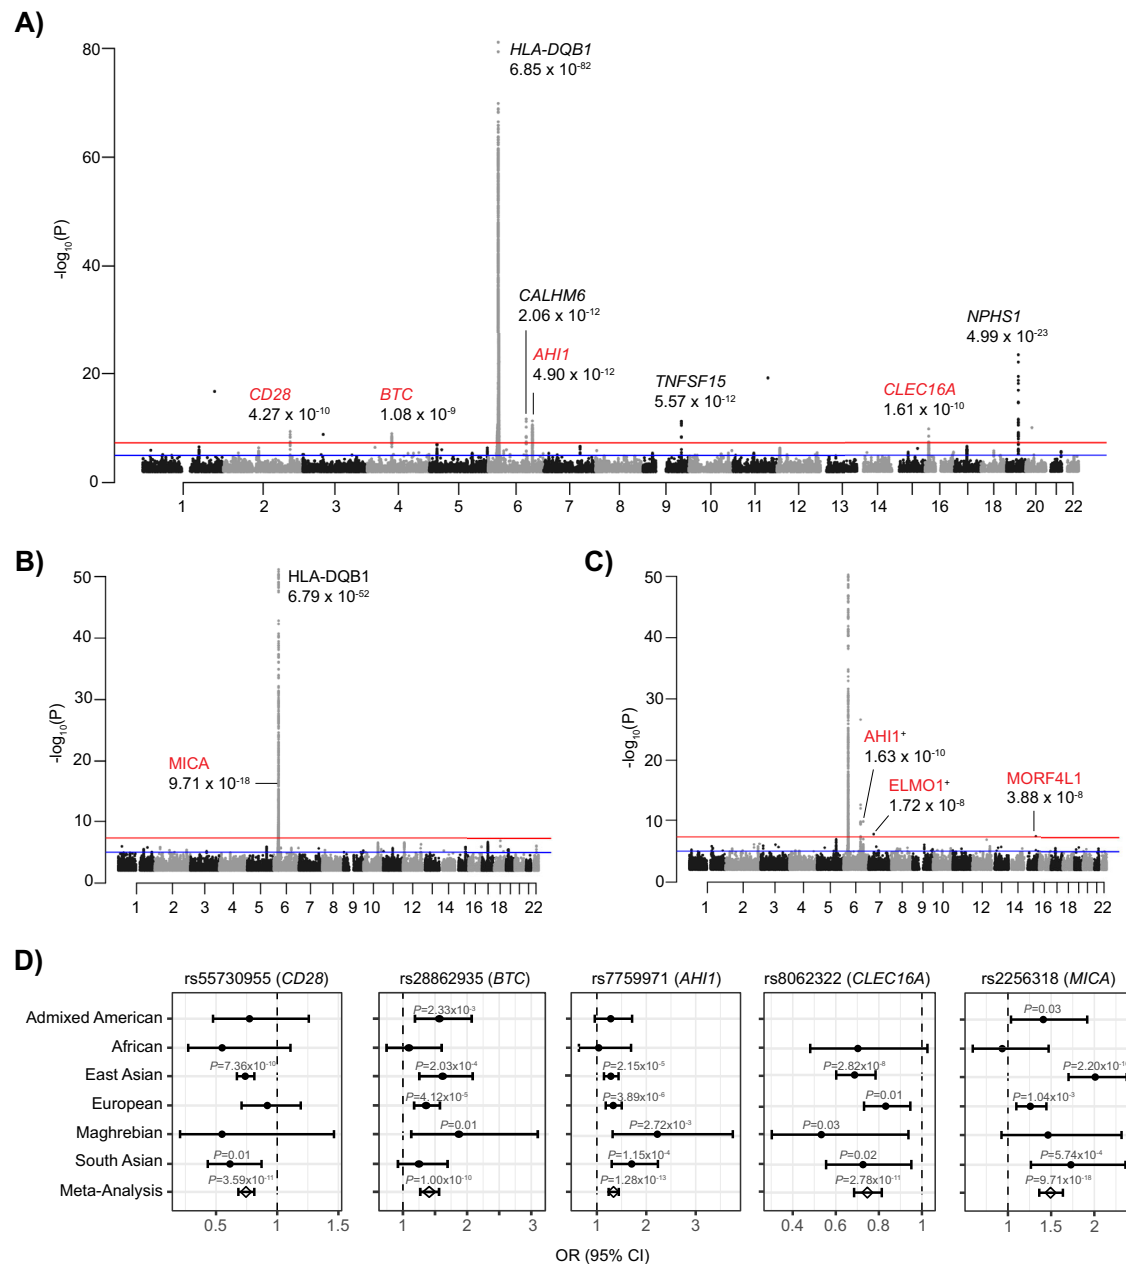 A)
-log10(P)
80
60
40
20
0
HLA-DQB1
6.85 x 10-82
CALHM6
2.06 x 10-12
AHI1
4.90 x 10-12
CD28
4.27 x 10-10
BTC
1.08 x 10-9
TNFSF15
5.57 x 10-12
CLEC16A
1.61 x 10-10
NPHS1
4.99 x 10-23
1 2 3 4 5 6 7 8 9 10 11 12 13 14 16 18 20 22
B)
-log10(P)
50
40
30
20
10
0
HLA-DQB1
6.79 x 10-52
MICA
9.71 x 10-18
1 2 3 4 5 6 7 8 9 10 12 14 16 18 20 22
C)
-log10(P)
50
40
30
20
10
0
AHI1+
1.63 x 10-10
ELMO1+
1.72 x 10-8
MORF4L1
3.88 x 10-8
1 2 3 4 5 6 7 8 9 10 12 14 16 18 20 22
D)
rs55730955 (CD28) rs28862935 (BTC) rs7759971 (AHI1) rs8062322 (CLEC16A) rs2256318 (MICA)
Admixed American P=2.33x10-3 P=0.03
African
East Asian P=7.36x10-10 P=2.03x10-4 P=2.15x10-5 P=2.82x10-8
European P=4.12x10-5 P=3.89x10-6 P=0.01 P=1.04x10-3
Maghrebian P=0.01 P=2.72x10-3 P=0.03
South Asian P=0.01 P=1.15x10-4 P=0.02 P=5.74x10-4
Meta-Analysis P=3.59x10-11 P=1.00x10-10 P=1.28x10-13 P=2.78x10-11 P=9.71x10-18
0.5 1 1.5 1 2 3 1 2 3 0.4 0.6 0.8 1 1 2
OR (95% CI)